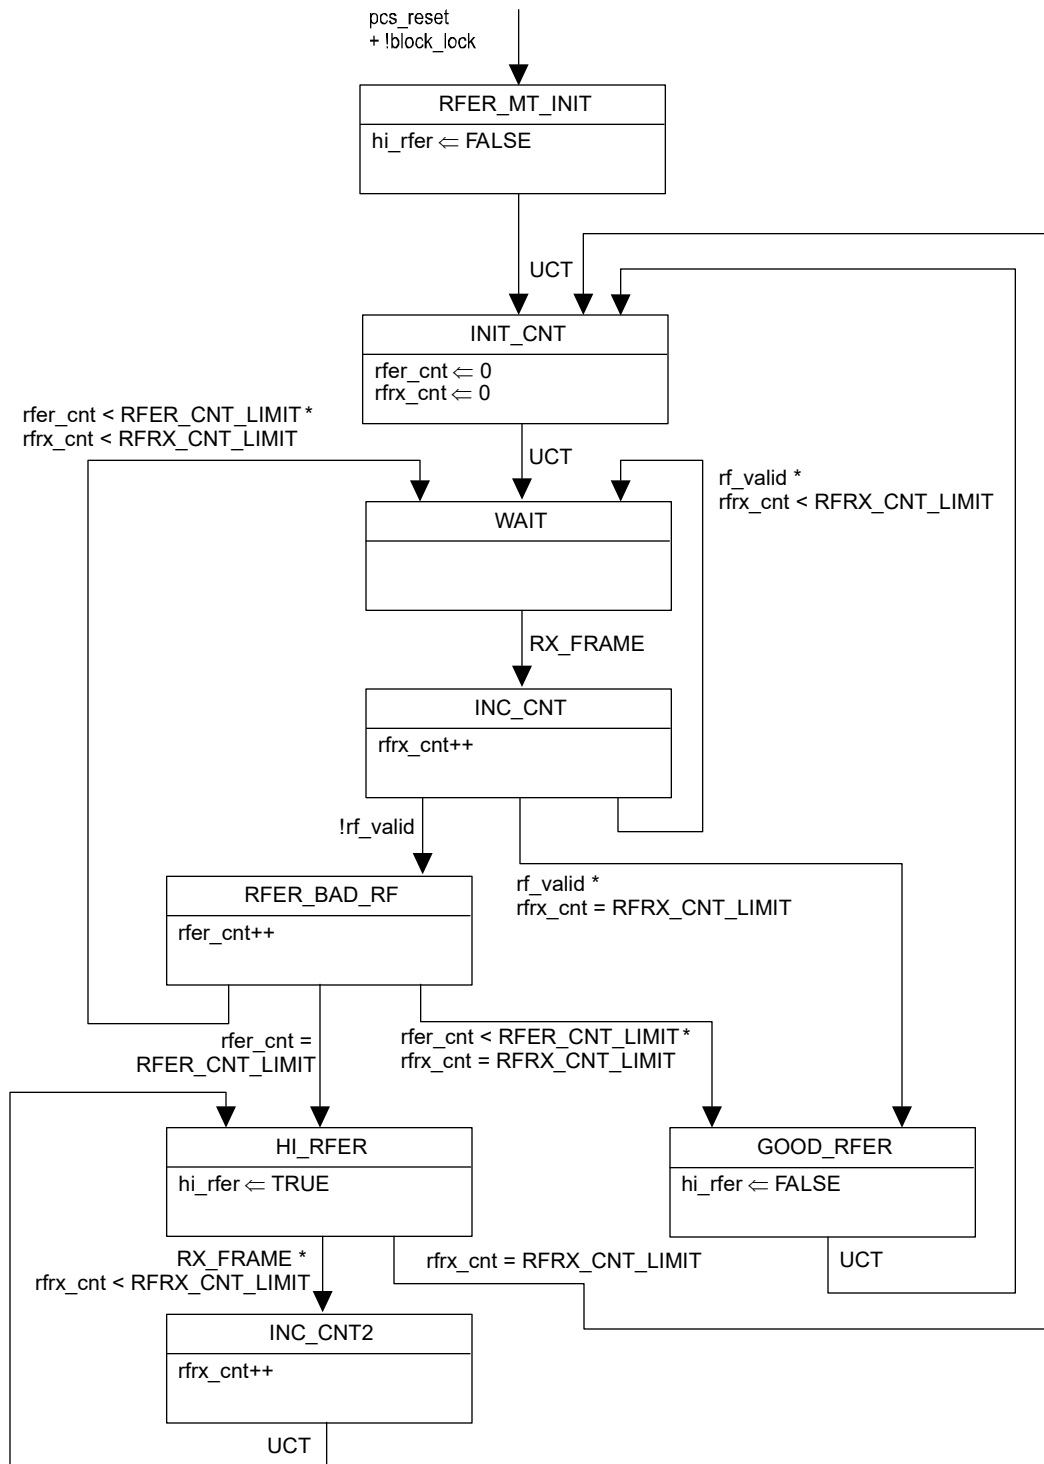 pcs_reset
+ !block_lock
RFER_MT_INIT
hi_rfer ⇐ FALSE
UCT
INIT_CNT
rfer_cnt ⇐ 0
rfrx_cnt ⇐ 0
rfer_cnt < RFER_CNT_LIMIT *
rfrx_cnt < RFRX_CNT_LIMIT
UCT
rf_valid *
rfrx_cnt < RFRX_CNT_LIMIT
WAIT
RX_FRAME
INC_CNT
rfrx_cnt++
!rf_valid
rf_valid *
rfrx_cnt = RFRX_CNT_LIMIT
RFER_BAD_RF
rfer_cnt++
rfer_cnt =
RFER_CNT_LIMIT
rfer_cnt < RFER_CNT_LIMIT *
rfrx_cnt = RFRX_CNT_LIMIT
HI_RFER
hi_rfer ⇐ TRUE
GOOD_RFER
hi_rfer ⇐ FALSE
RX_FRAME *
rfrx_cnt < RFRX_CNT_LIMIT
rfrx_cnt = RFRX_CNT_LIMIT
UCT
INC_CNT2
rfrx_cnt++
UCT